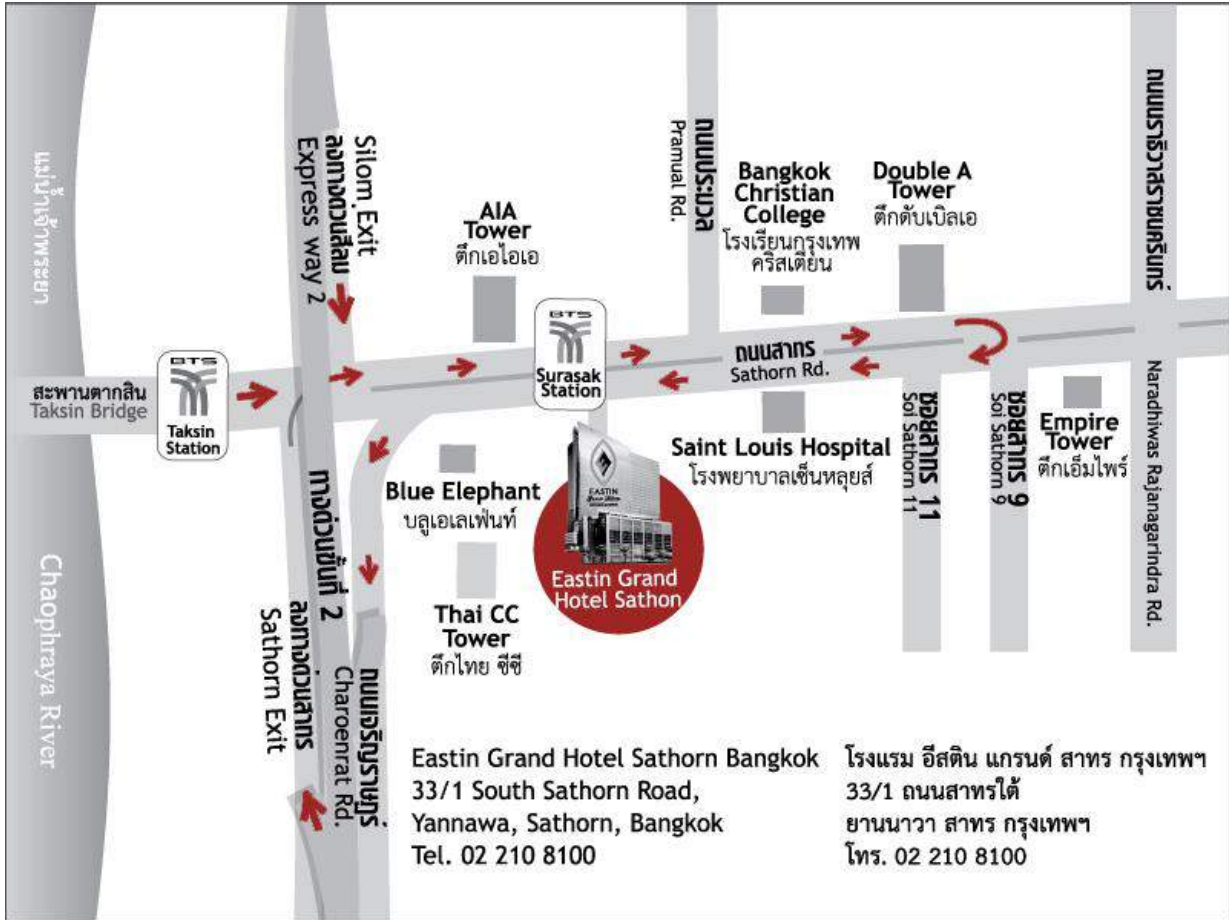 แม่น้ำเจ้าพระยา
Chaophraya River
สะพานตากสิน
Taksin Bridge
BTS
Taksin
Station
Silom Exit
ลงทางด่วนสีลม
Express way 2
ทางด่วนขั้นที่ 2
ลงทางด่วนสาทร
Sathorn Exit
ถนนเจริญราษฎร์
Charoenrat Rd.
AIA
Tower
ตึกเอไอเอ
BTS
Surasak
Station
ถนนประมวล
Pramual Rd.
Bangkok
Christian
College
โรงเรียนกรุงเทพ
คริสเตียน
Double A
Tower
ตึกดับเบิลเอ
ถนนนราธิวาสราชนครินทร์
Naradhiwas Rajanagarindra Rd.
ถนนสาทร
Sathorn Rd.
Blue Elephant
บลูเอเลเฟ่นท์
Thai CC
Tower
ตึกไทย ซีซี
EASTIN
Eastin Grand
Hotel Sathon
Saint Louis Hospital
โรงพยาบาลเซ็นหลุยส์
ซอยสาทร 11
Soi Sathorn 11
ซอยสาทร 9
Soi Sathorn 9
Empire
Tower
ตึกเอ็มไพร์
Eastin Grand Hotel Sathorn Bangkok
33/1 South Sathorn Road,
Yannawa, Sathorn, Bangkok
Tel. 02 210 8100
โรงแรม อีสติน แกรนด์ สาทร กรุงเทพฯ
33/1 ถนนสาทรใต้
ยานนาวา สาทร กรุงเทพฯ
โทร. 02 210 8100